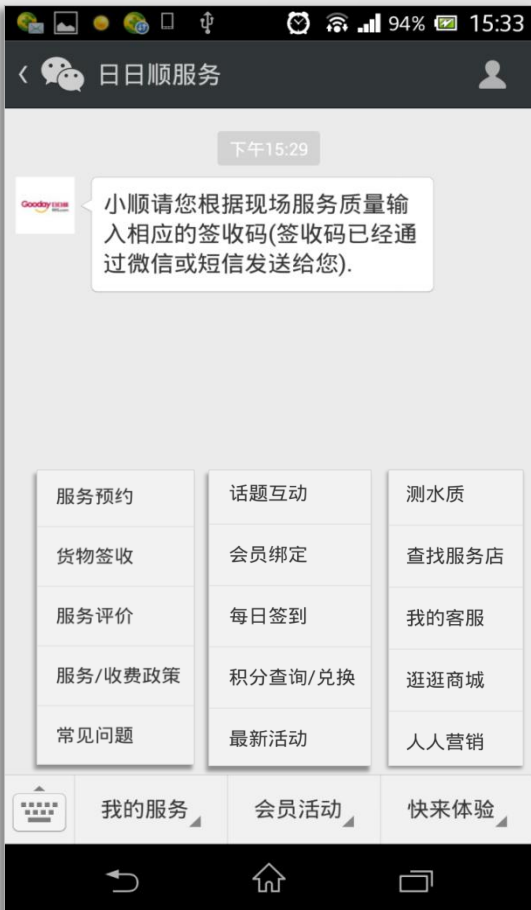 94% 15:33
日日顺服务
下午15:29
Gooday
小顺请您根据现场服务质量输
入相应的签收码(签收码已经通
过微信或短信发送给您).
服务预约
货物签收
服务评价
服务/收费政策
常见问题
话题互动
会员绑定
每日签到
积分查询/兑换
最新活动
测水质
查找服务店
我的客服
逛逛商城
人人营销
我的服务
会员活动
快来体验